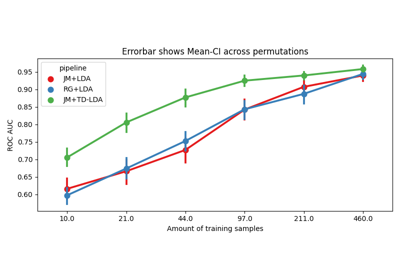 Errorbar shows Mean-CI across permutations
pipeline
JM+LDA
RG+LDA
JM+TD-LDA
ROC AUC
0.95
0.90
0.85
0.80
0.75
0.70
0.65
0.60
10.0 21.0 44.0 97.0 211.0 460.0
Amount of training samples